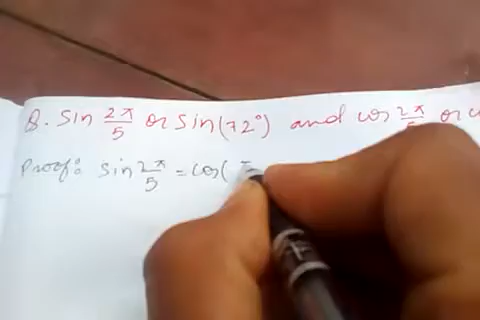 8. Sin 2π/5 or Sin(72°) and cos 2π/5 or
Proof: Sin 2π/5 = cos(